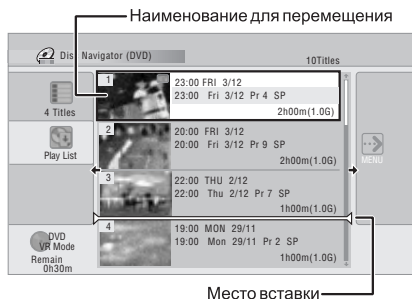 Наименование для перемещения
Disc Navigator (DVD)
10Titles
1
23:00 FRI 3/12
23:00 Fri 3/12 Pr 4 SP
2h00m(1.0G)
4 Titles
2
20:00 FRI 3/12
20:00 Fri 3/12 Pr 9 SP
2h00m(1.0G)
Play List
MENU
3
22:00 THU 2/12
22:00 Thu 2/12 Pr 7 SP
1h00m(1.0G)
4
19:00 MON 29/11
19:00 Mon 29/11 Pr 2 SP
1h00m(1.0G)
DVD
VR Mode
Remain
0h30m
Место вставки